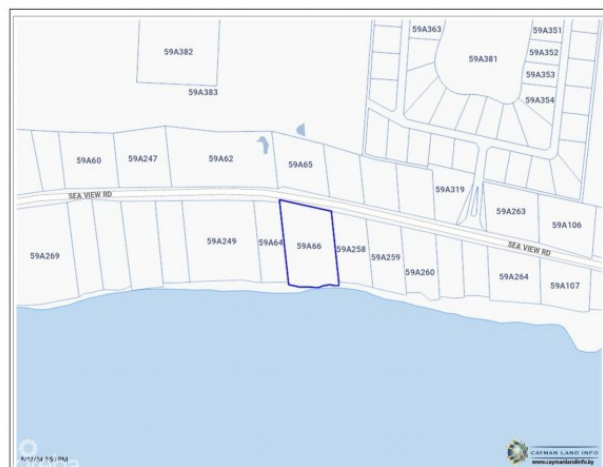 59A363
59A351
59A352
59A381
59A353
59A354
59A382
59A383
59A60
59A247
59A62
59A65
59A319
SEA VIEW RD
59A263
59A106
59A269
59A249
59A64
59A66
59A258
59A259
59A260
SEA VIEW RD
59A264
59A107
PM
CAYMAN LAND INFO
www.caymanlandinfo.ky